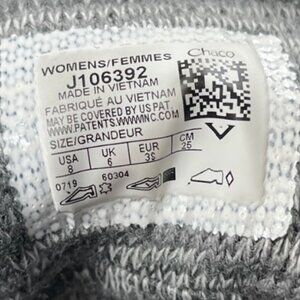 WOMENS/FEMMES
Chaco
J106392
MADE IN VIETNAM
FABRIQUÉ AU VIETNAM
MAY BE COVERED BY US PAT.
WWW.PATENTS.WWWINC.COM
SIZE/GRANDEUR
USA UK EUR CM
8 6 39 25
0719 60304